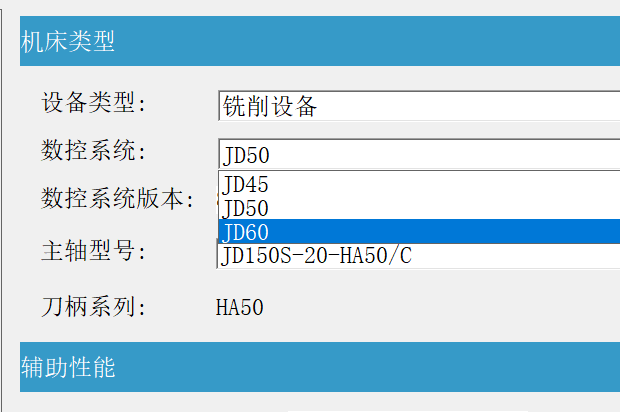 机床类型
设备类型: 铣削设备
数控系统: JD50
JD45
数控系统版本: JD50
JD60
主轴型号: JD150S-20-HA50/C
刀柄系列: HA50
辅助性能